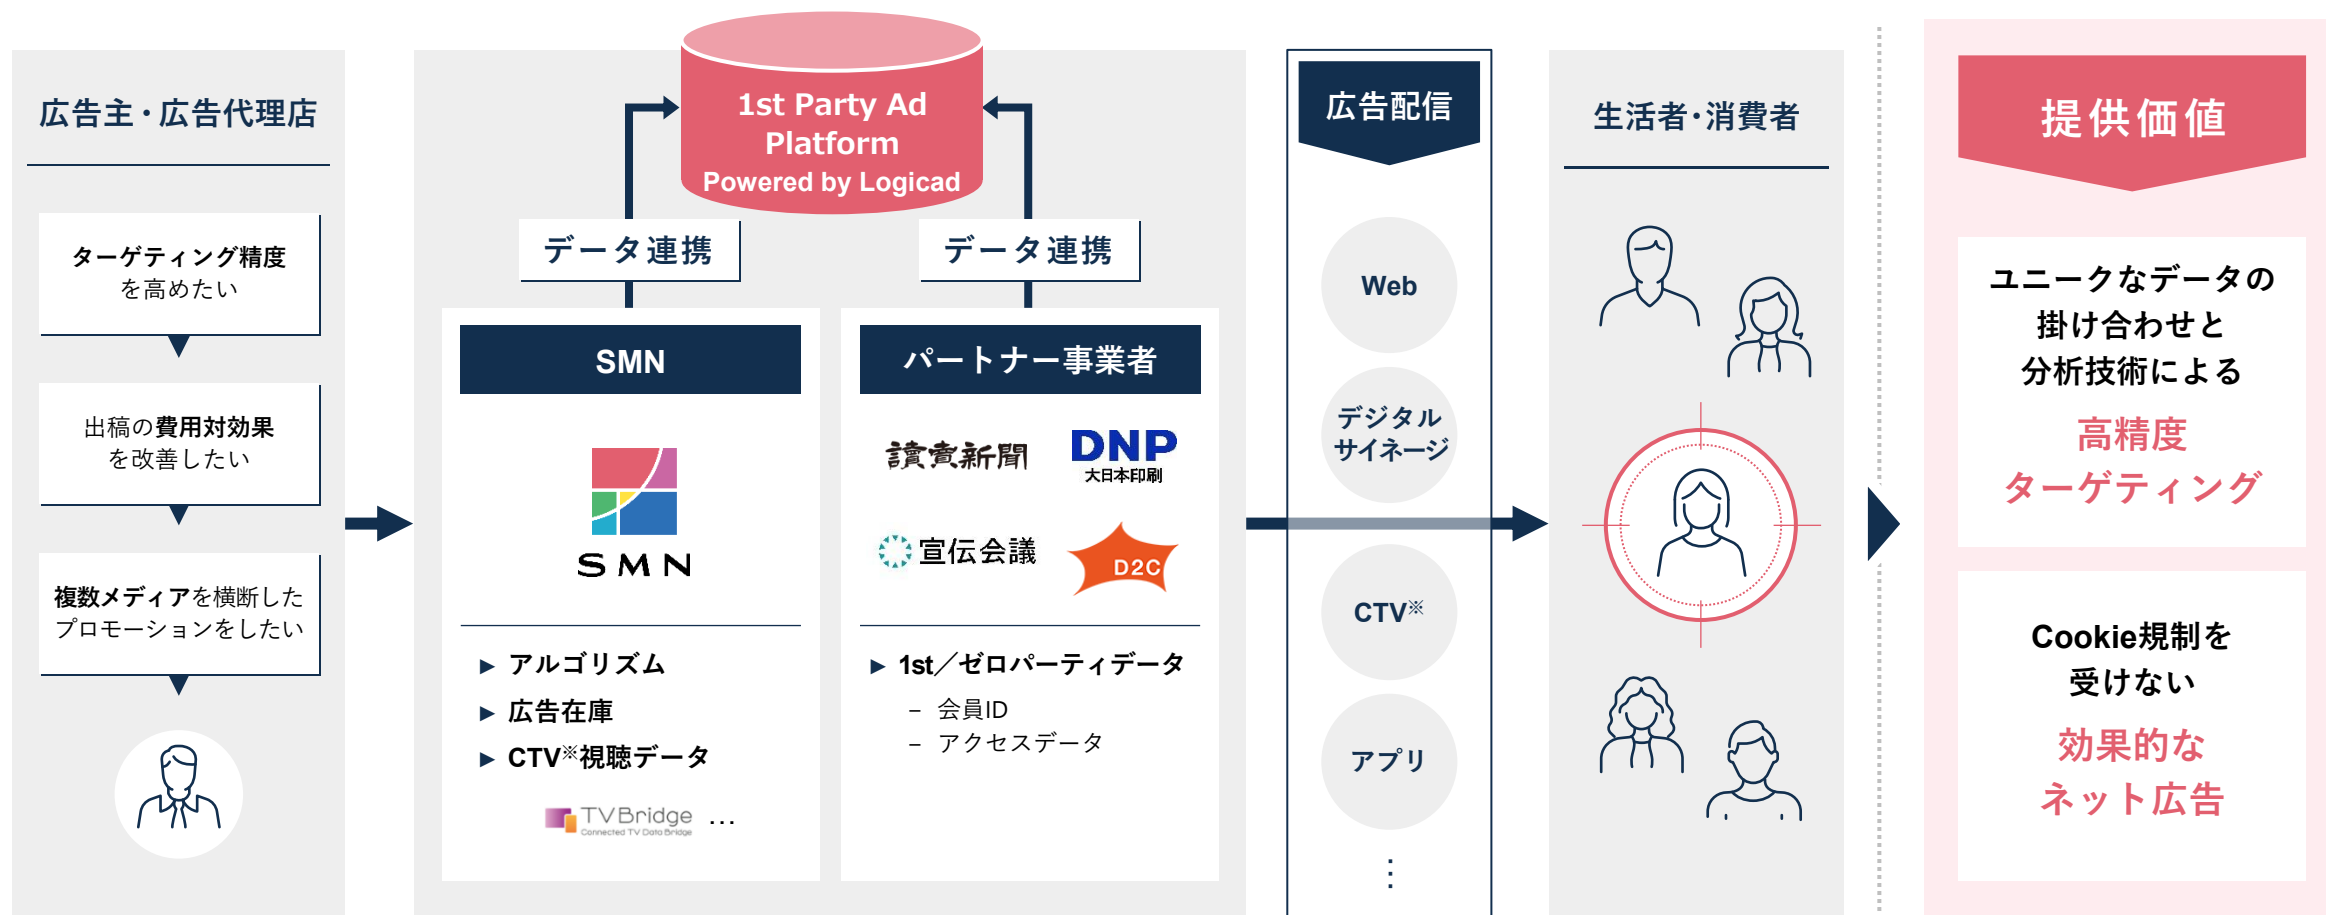 広告主・広告代理店
ターゲティング精度
を高めたい
出稿の費用対効果
を改善したい
複数メディアを横断した
プロモーションをしたい
1st Party Ad
Platform
Powered by Logicad
データ連携
データ連携
SMN
SMN
アルゴリズム
広告在庫
CTV※視聴データ
TVBridge
Connected TV Data Bridge
…
パートナー事業者
讀賣新聞
DNP
大日本印刷
宣伝会議
D2C
1st／ゼロパーティデータ
– 会員ID
– アクセスデータ
広告配信
Web
デジタル
サイネージ
CTV※
アプリ
⋮
生活者・消費者
提供価値
ユニークなデータの
掛け合わせと
分析技術による
高精度
ターゲティング
Cookie規制を
受けない
効果的な
ネット広告